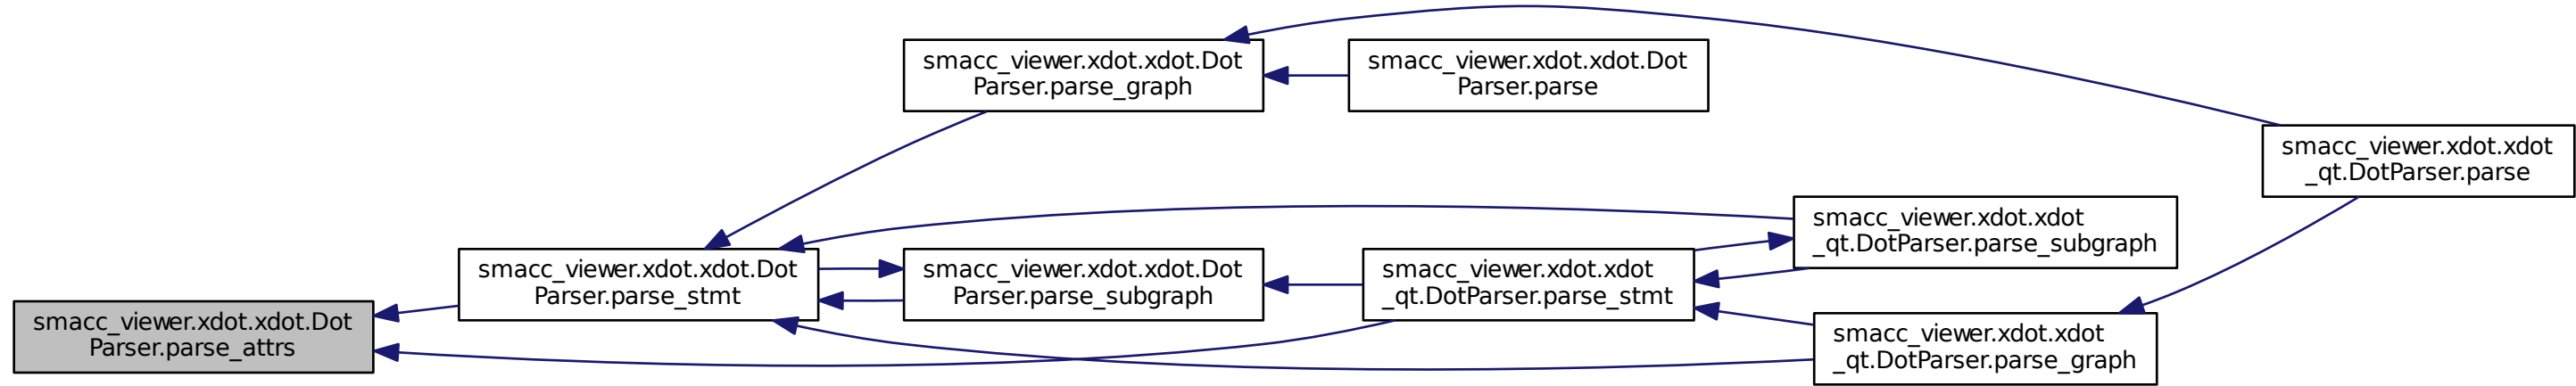 smacc_viewer.xdot.xdot.Dot
Parser.parse_graph
smacc_viewer.xdot.xdot.Dot
Parser.parse
smacc_viewer.xdot.xdot
_qt.DotParser.parse
smacc_viewer.xdot.xdot
_qt.DotParser.parse_subgraph
smacc_viewer.xdot.xdot.Dot
Parser.parse_stmt
smacc_viewer.xdot.xdot.Dot
Parser.parse_subgraph
smacc_viewer.xdot.xdot
_qt.DotParser.parse_stmt
smacc_viewer.xdot.xdot.Dot
Parser.parse_attrs
smacc_viewer.xdot.xdot
_qt.DotParser.parse_graph